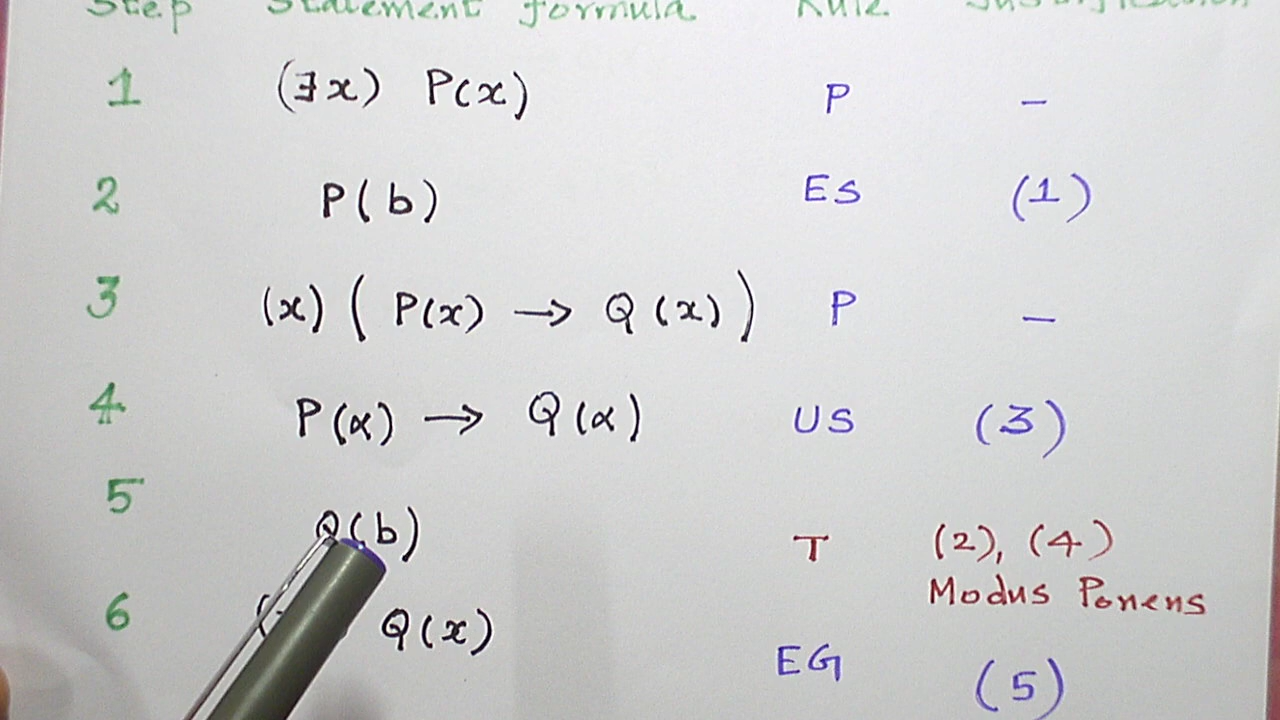 Step Statement formula Rule Justification
1 (∃x) P(x) P –
2 P(b) ES (1)
3 (x) ( P(x) → Q(x) ) P –
4 P(α) → Q(α) US (3)
5 Q(b) T (2), (4)
Modus Ponens
6 ( Q(x) EG (5)